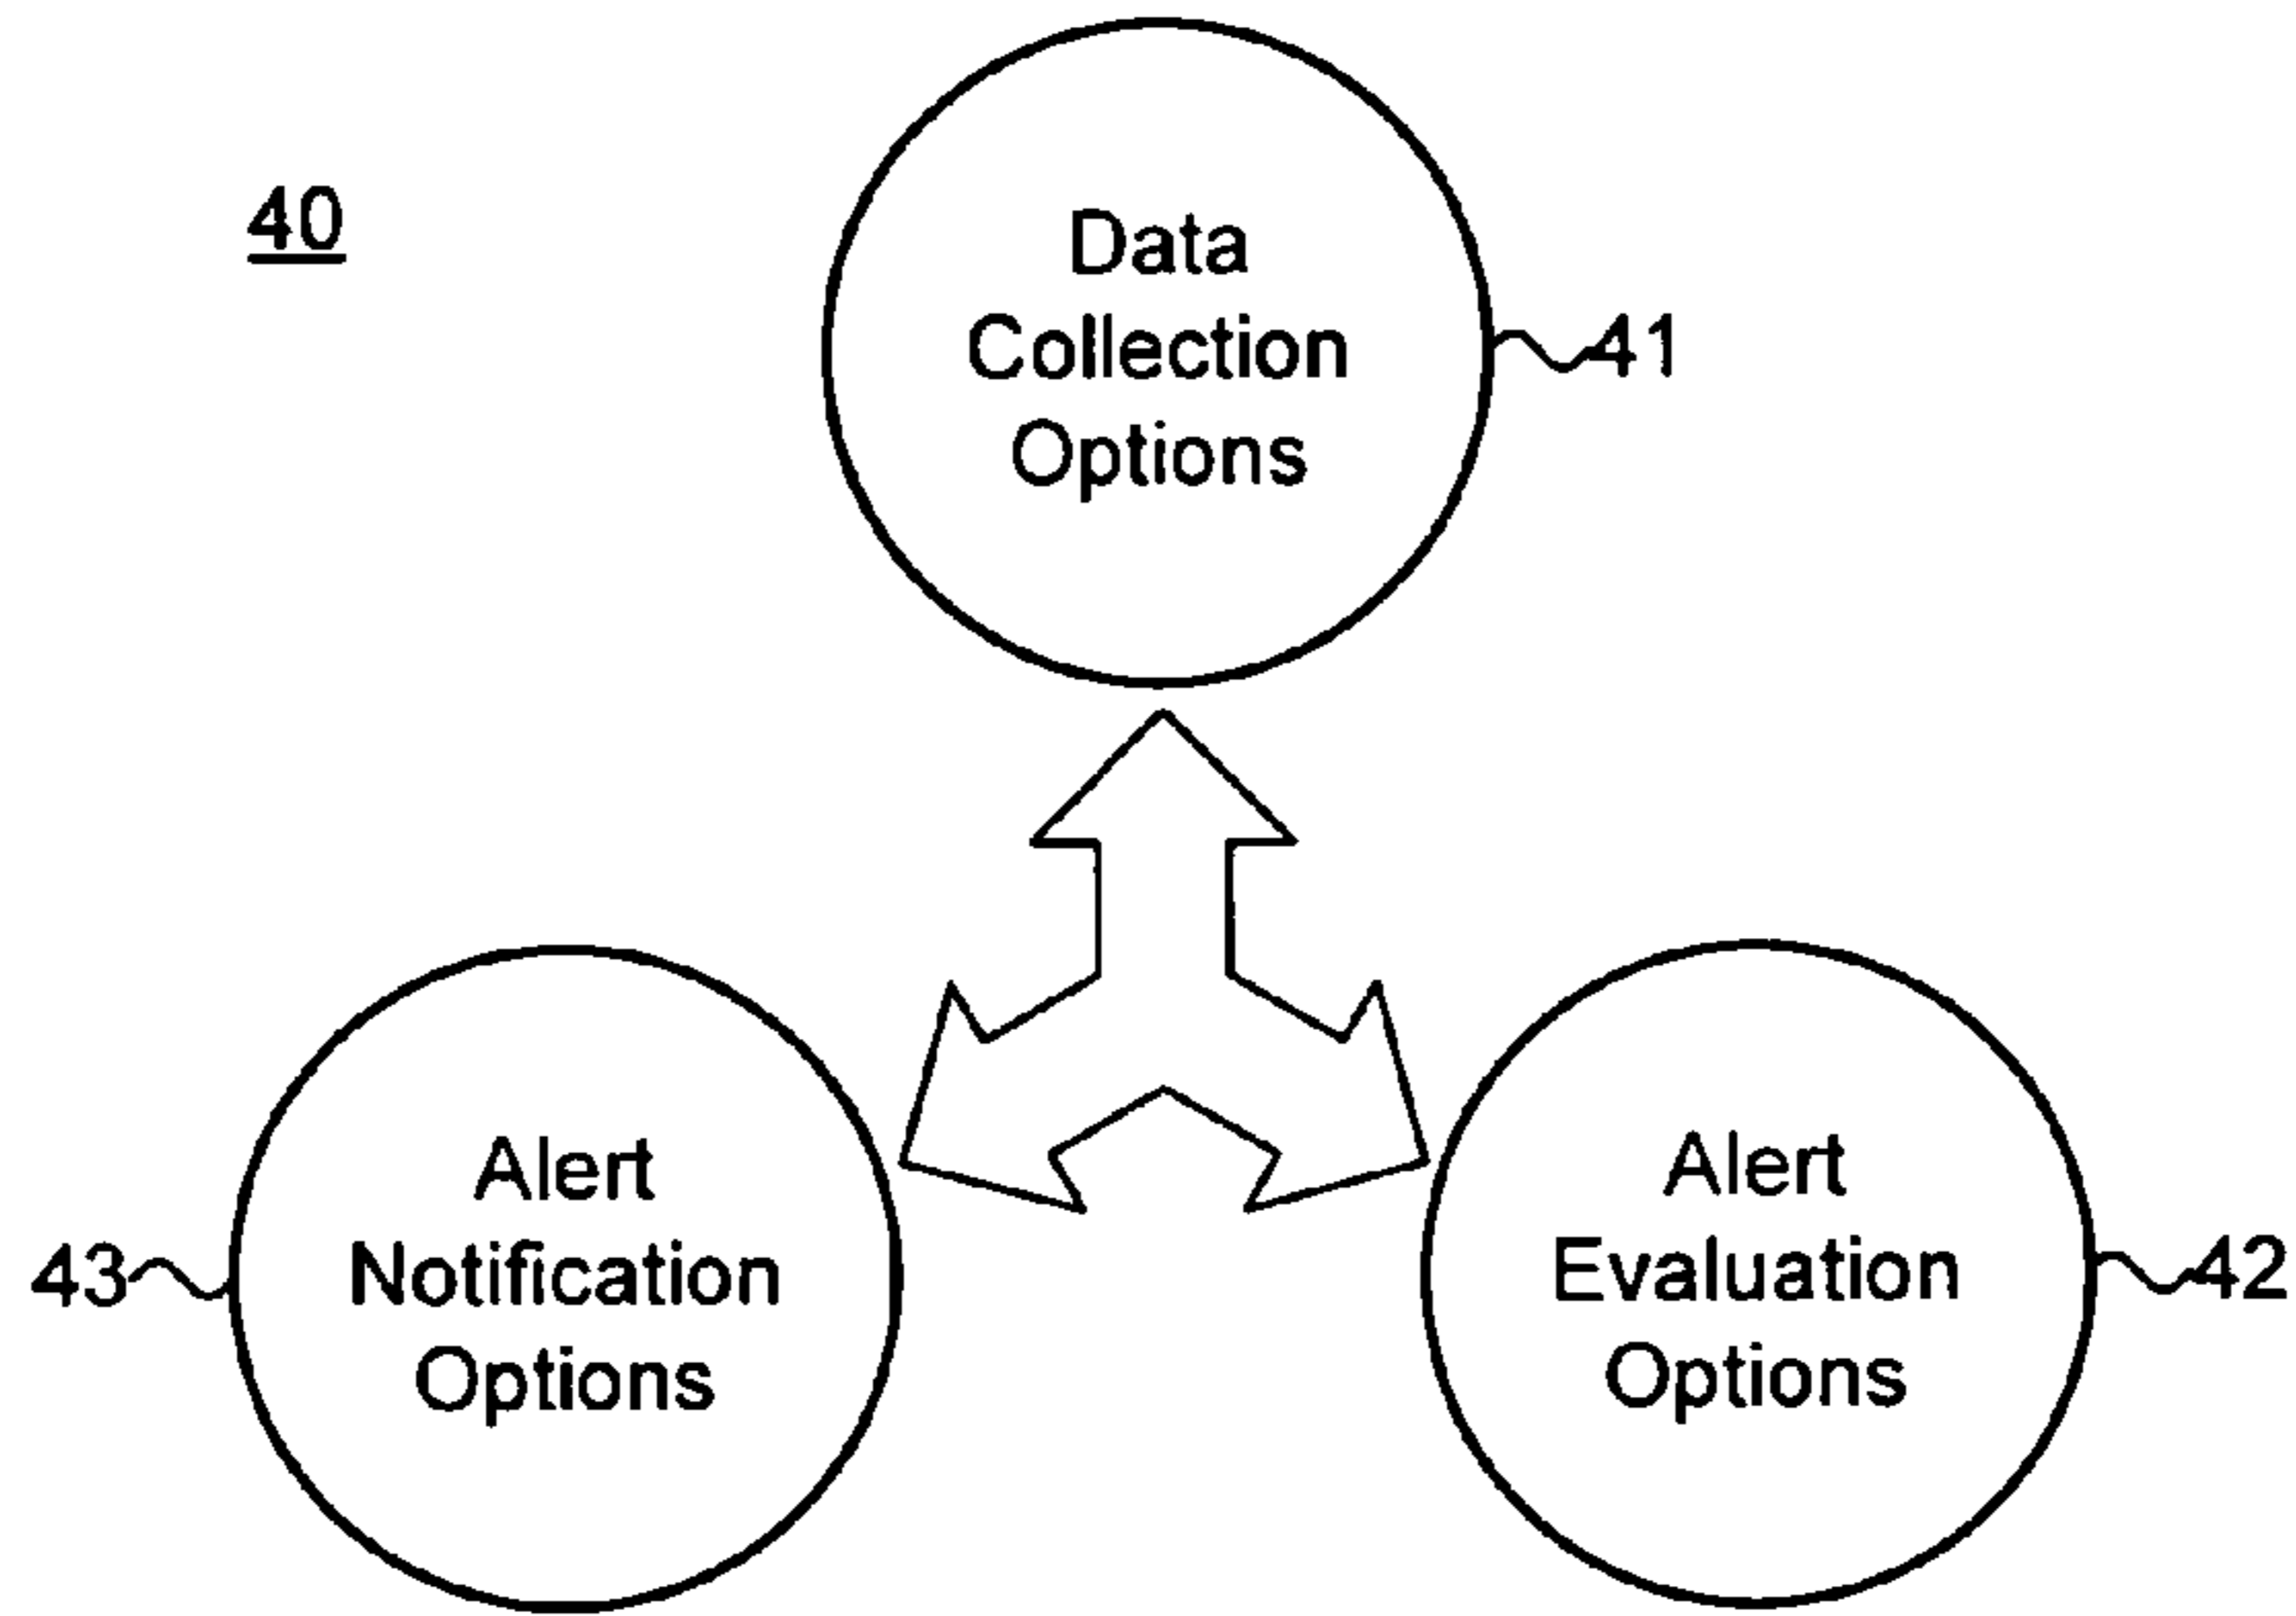 40
Data
Collection
Options
41
Alert
Notification
Options
43
Alert
Evaluation
Options
42